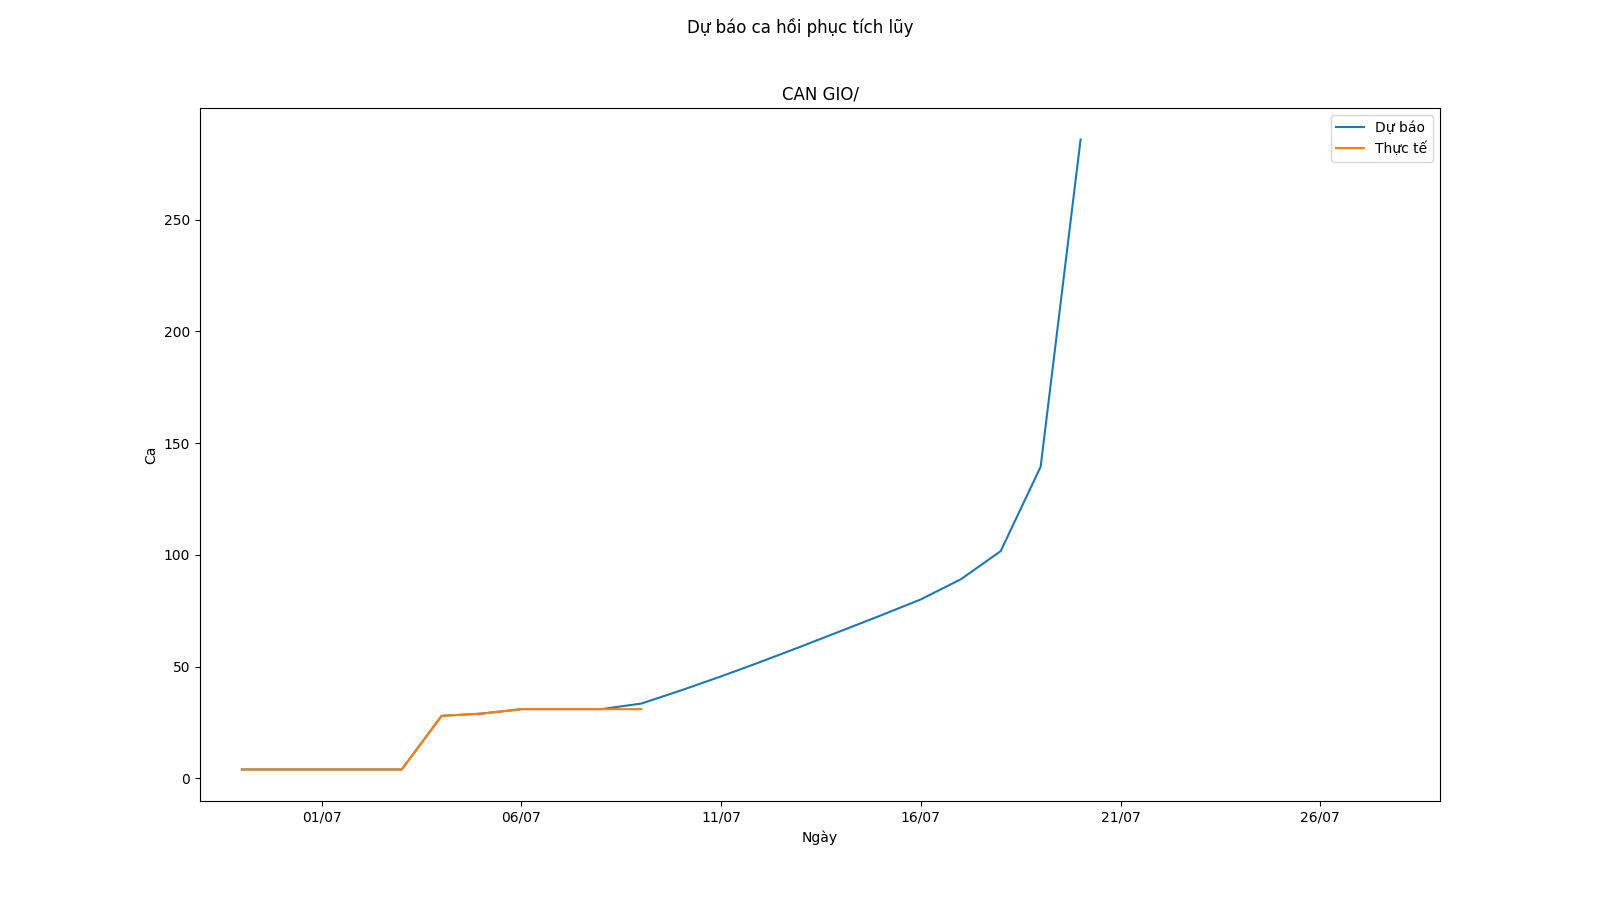 Dự báo ca hồi phục tích lũy
CAN GIO/
Dự báo
Thực tế
250
200
150
100
50
0
Ca
01/07
06/07
11/07
16/07
21/07
26/07
Ngày